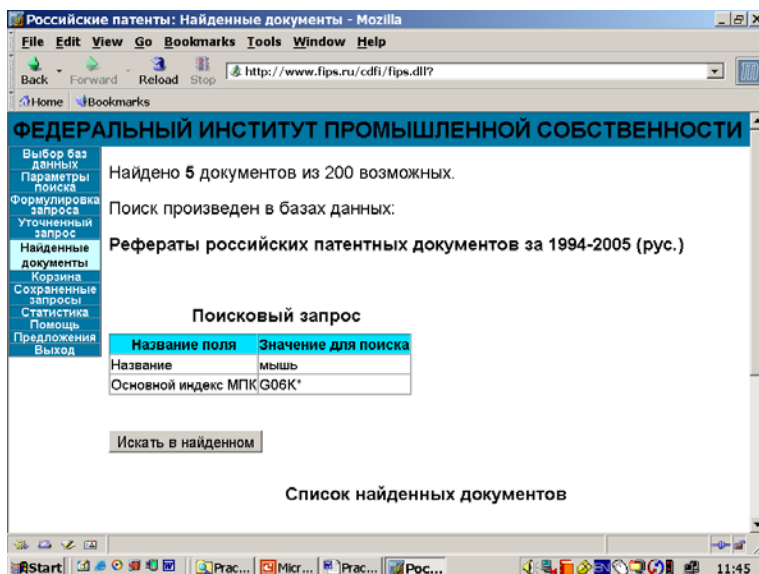 Российские патенты: Найденные документы - Mozilla
File Edit View Go Bookmarks Tools Window Help
Back Forward Reload Stop http://www.fips.ru/cdfi/fips.dll?
Home Bookmarks
ФЕДЕРАЛЬНЫЙ ИНСТИТУТ ПРОМЫШЛЕННОЙ СОБСТВЕННОСТИ
Выбор баз
данных
Параметры
поиска
Формулировка
запроса
Уточненный
запрос
Найденные
документы
Корзина
Сохраненные
запросы
Статистика
Помощь
Предложения
Выход
Найдено 5 документов из 200 возможных.
Поиск произведен в базах данных:
Рефераты российских патентных документов за 1994-2005 (рус.)
Поисковый запрос
Название поля Значение для поиска
Название мышь
Основной индекс МПК G06K*
Искать в найденном
Список найденных документов
Start Prac... Micr... Prac... Рос... EN 11:45